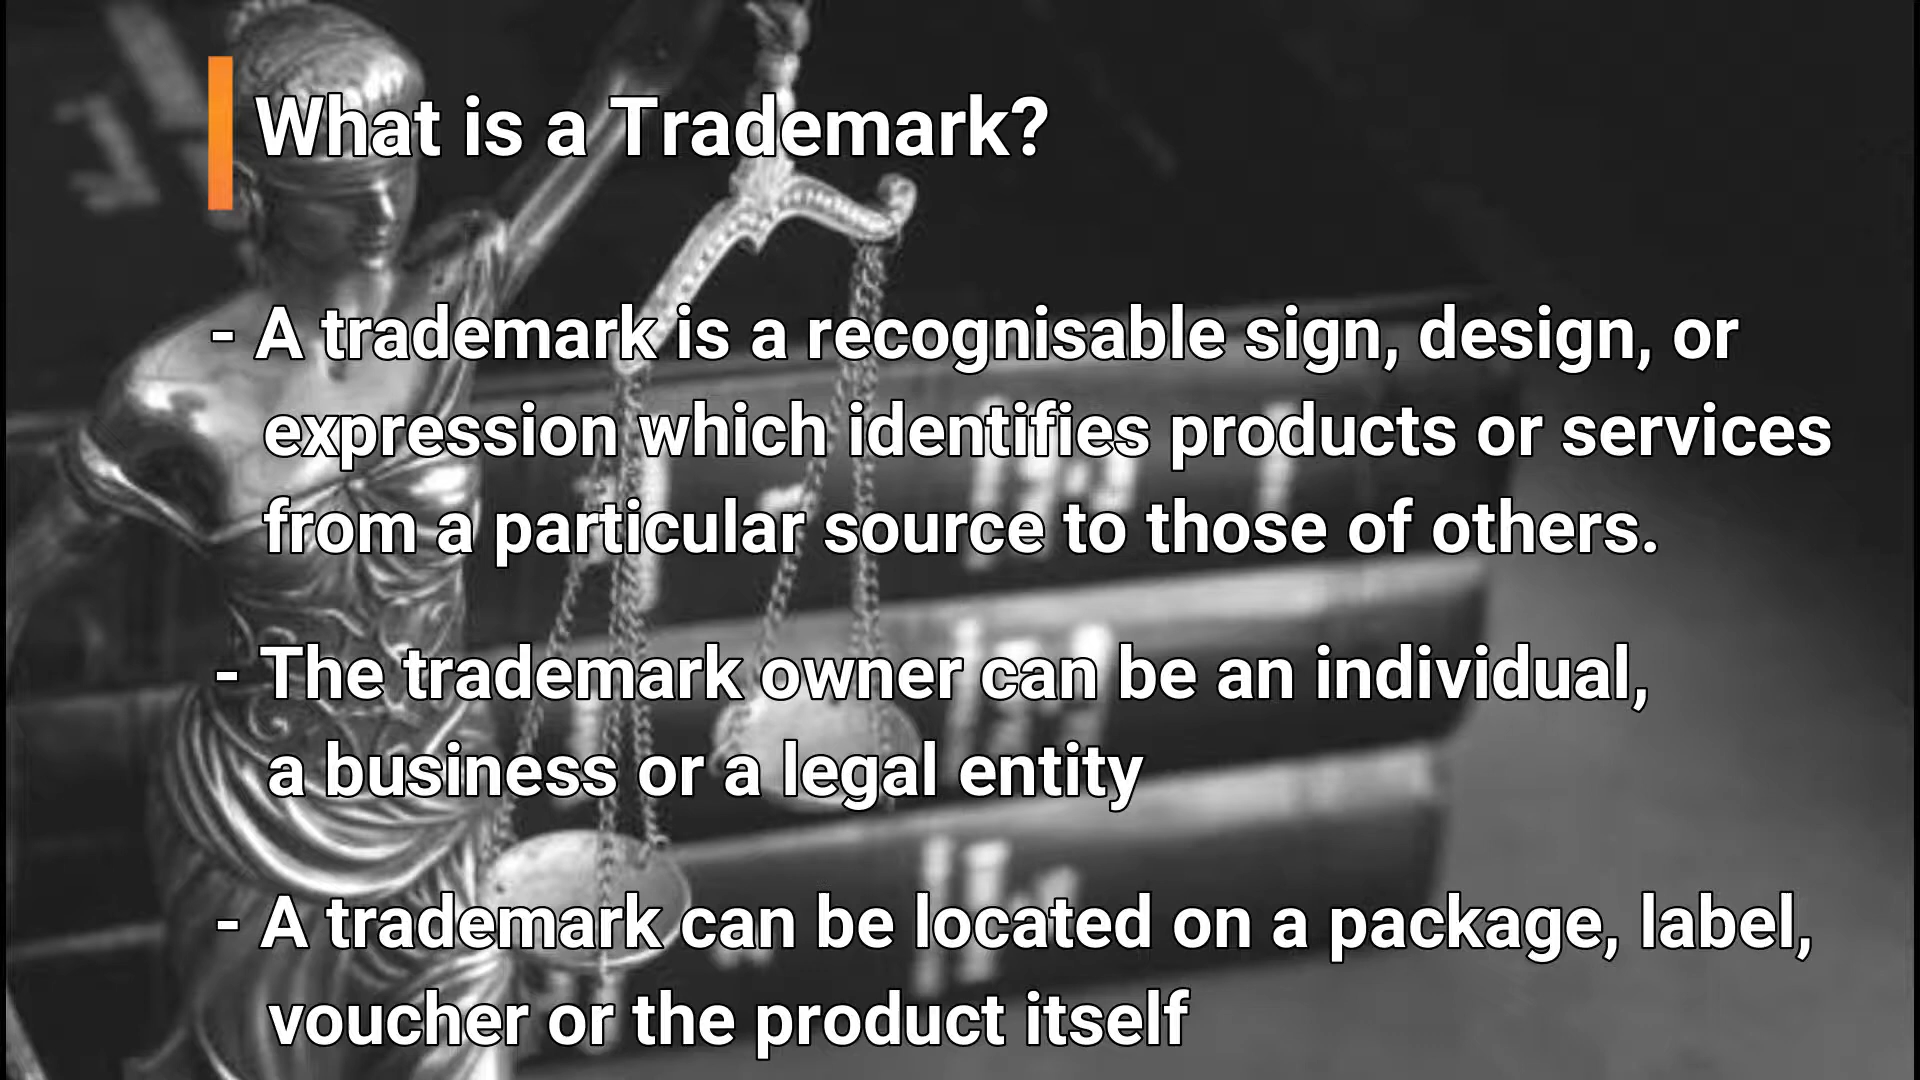 What is a Trademark?
- A trademark is a recognisable sign, design, or
expression which identifies products or services
from a particular source to those of others.
- The trademark owner can be an individual,
a business or a legal entity
- A trademark can be located on a package, label,
voucher or the product itself